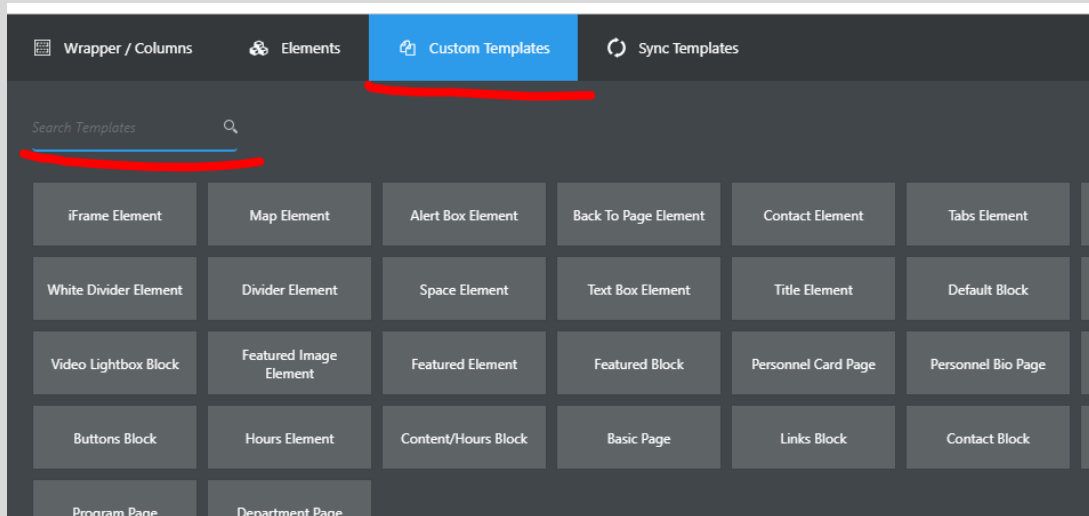 Wrapper / Columns
Elements
Custom Templates
Sync Templates
Search Templates
iFrame Element
Map Element
Alert Box Element
Back To Page Element
Contact Element
Tabs Element
White Divider Element
Divider Element
Space Element
Text Box Element
Title Element
Default Block
Video Lightbox Block
Featured Image
Element
Featured Element
Featured Block
Personnel Card Page
Personnel Bio Page
Buttons Block
Hours Element
Content/Hours Block
Basic Page
Links Block
Contact Block
Program Page
Department Page